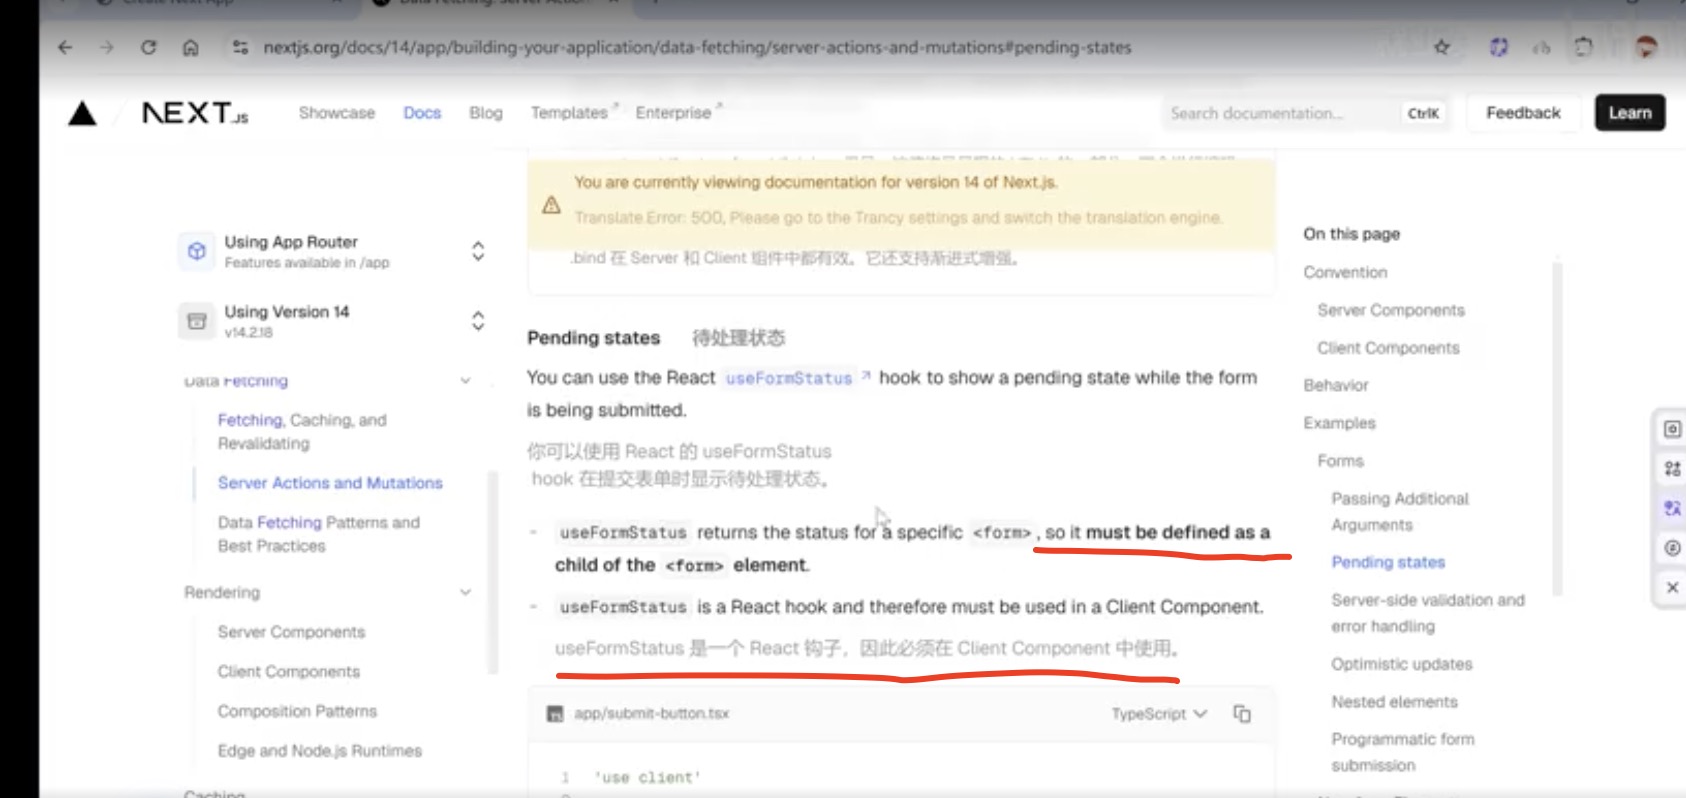 nextjs.org/docs/14/app/building-your-application/data-fetching/server-actions-and-mutations#pending-states
NEXT.JS
Showcase
Docs
Blog
Templates
Enterprise
Search documentation...
CtrlK
Feedback
Learn
You are currently viewing documentation for version 14 of Next.js.
Translate Error: 500, Please go to the Trancy settings and switch the translation engine.
.bind 在 Server 和 Client 组件中都有效。它还支持渐进式增强。
Using App Router
Features available in /app
Using Version 14
v14.2.18
Data Fetching
Fetching, Caching, and
Revalidating
Server Actions and Mutations
Data Fetching Patterns and
Best Practices
Rendering
Server Components
Client Components
Composition Patterns
Edge and Node.js Runtimes
Caching
Pending states 待处理状态
You can use the React useFormStatus ↗ hook to show a pending state while the form
is being submitted.
你可以使用 React 的 useFormStatus
hook 在提交表单时显示待处理状态。
- useFormStatus returns the status for a specific <form> , so it must be defined as a
child of the <form> element.
- useFormStatus is a React hook and therefore must be used in a Client Component.
useFormStatus 是一个 React 钩子，因此必须在 Client Component 中使用。
app/submit-button.tsx
TypeScript
1 'use client'
On this page
Convention
Server Components
Client Components
Behavior
Examples
Forms
Passing Additional
Arguments
Pending states
Server-side validation and
error handling
Optimistic updates
Nested elements
Programmatic form
submission